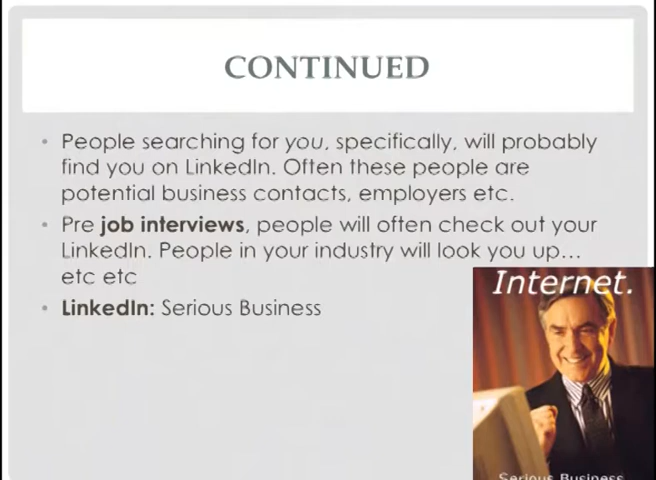 CONTINUED
• People searching for you, specifically, will probably
find you on LinkedIn. Often these people are
potential business contacts, employers etc.
• Pre job interviews, people will often check out your
LinkedIn. People in your industry will look you up...
etc etc
• LinkedIn: Serious Business
Internet.
Serious Business